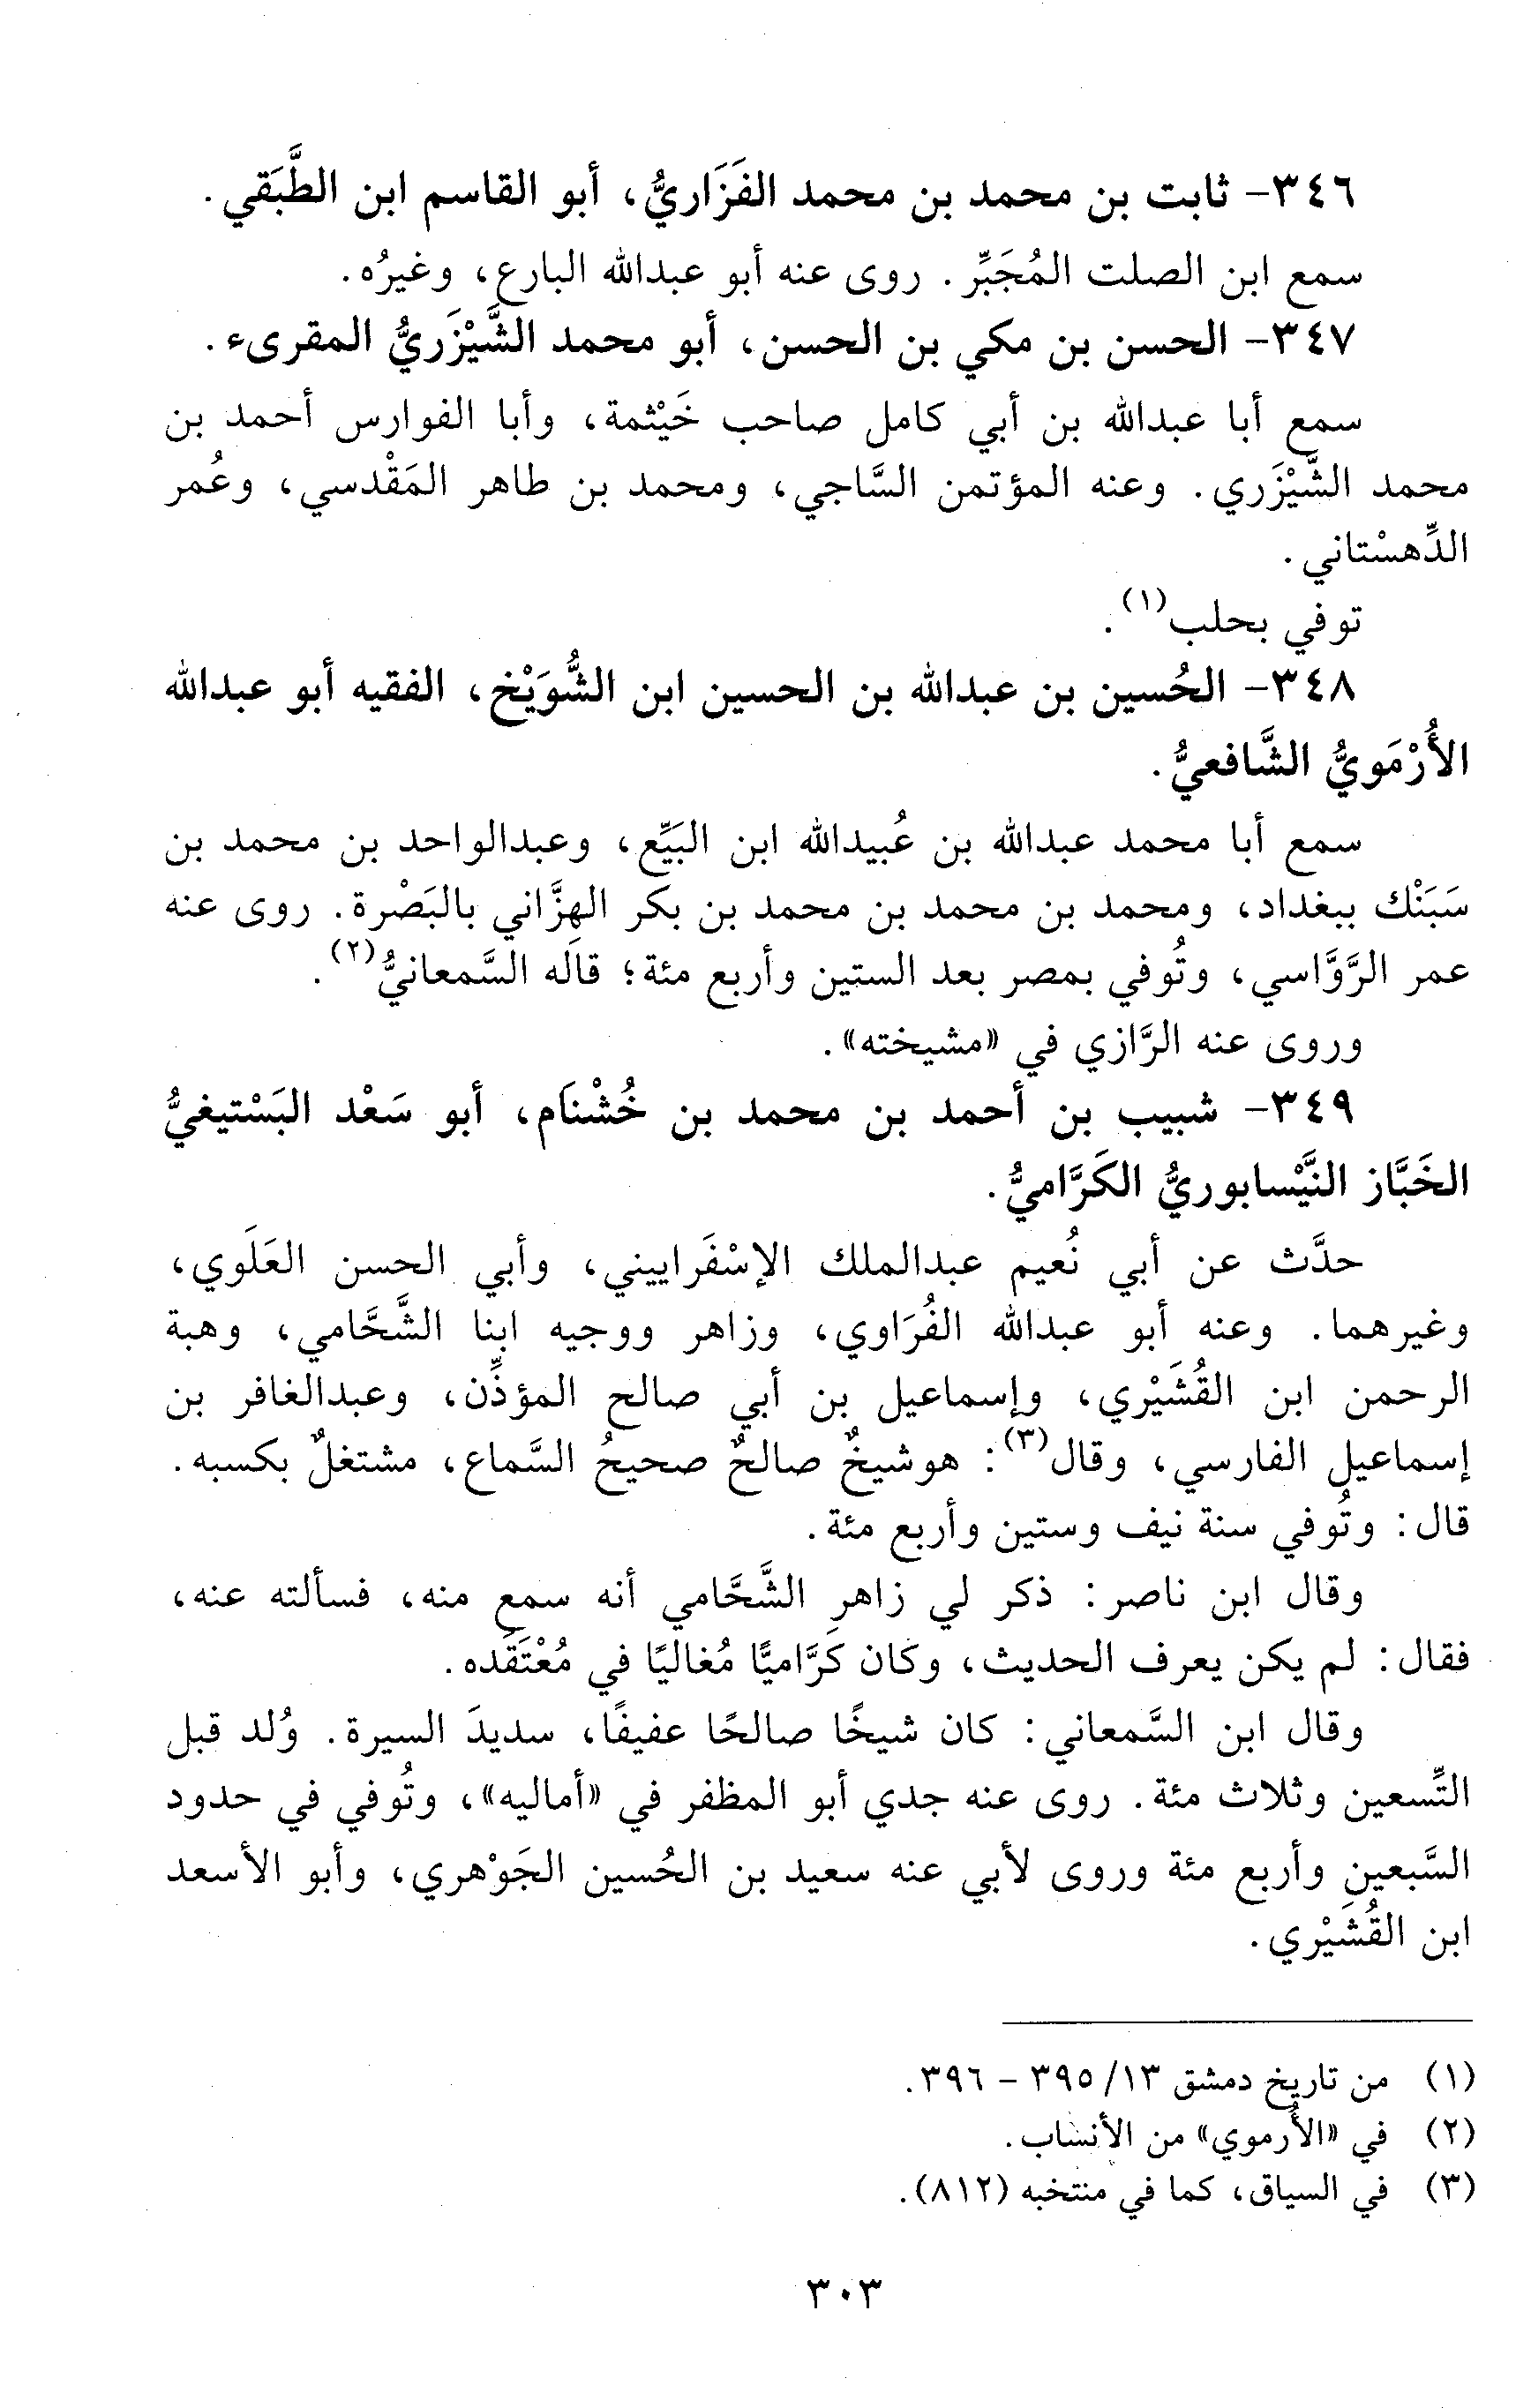 ٣٤٦- ثابت بن محمد بن محمد الفَزَاريُّ، أبو القاسم ابن الطَّبَقي.
سمع ابن الصلت المُجَبِّر. روى عنه أبو عبدالله البارع، وغيرُه.
٣٤٧- الحسن بن مكي بن الحسن، أبو محمد الشَّيْزَريُّ المقرىء.
سمع أبا عبدالله بن أبي كامل صاحب خَيْثمة، وأبا الفوارس أحمد بن
محمد الشَّيْزَري. وعنه المؤتمن السَّاجي، ومحمد بن طاهر المَقْدسي، وعُمر
الدِّهسْتاني.
توفي بحلب(١).
٣٤٨- الحُسين بن عبدالله بن الحسين ابن الشُّوَيْخ، الفقيه أبو عبدالله
الأُرْمَويُّ الشَّافعيُّ.
سمع أبا محمد عبدالله بن عُبيدالله ابن البَيِّع، وعبدالواحد بن محمد بن
سَبَنْك ببغداد، ومحمد بن محمد بن محمد بن بكر الهِزَّاني بالبَصْرة. روى عنه
عمر الرَّوَّاسي، وتُوفي بمصر بعد الستين وأربع مئة؛ قاله السَّمعانيُّ(٢).
وروى عنه الرَّازي في «مشيخته».
٣٤٩- شبيب بن أحمد بن محمد بن خُشْنَام، أبو سَعْد البَسْتيغيُّ
الخَبَّاز النَّيْسابوريُّ الكَرَّاميُّ.
حدَّث عن أبي نُعيم عبدالملك الإسْفَراييني، وأبي الحسن العَلَوي،
وغيرهما. وعنه أبو عبدالله الفُرَاوي، وزاهر ووجيه ابنا الشَّحَّامي، وهبة
الرحمن ابن القُشَيْري، وإسماعيل بن أبي صالح المؤذِّن، وعبدالغافر بن
إسماعيل الفارسي، وقال(٣): هوشيخٌ صالحٌ صحيحُ السَّماع، مشتغلٌ بكسبه.
قال: وتُوفي سنة نيف وستين وأربع مئة.
وقال ابن ناصر: ذكر لي زاهر الشَّحَّامي أنه سمع منه، فسألته عنه،
فقال: لم يكن يعرف الحديث، وكان كَرَّاميًّا مُغاليًا في مُعْتَقَده.
وقال ابن السَّمعاني: كان شيخًا صالحًا عفيفًا، سديدَ السيرة. وُلد قبل
التِّسعين وثلاث مئة. روى عنه جدي أبو المظفر في «أماليه»، وتُوفي في حدود
السَّبعين وأربع مئة وروى لأبي عنه سعيد بن الحُسين الجَوْهري، وأبو الأسعد
ابن القُشَيْري.
(١) من تاريخ دمشق ١٣/ ٣٩٥ - ٣٩٦.
(٢) في «الأُرموي» من الأنساب.
(٣) في السياق، كما في منتخبه (٨١٢).
٣٠٣